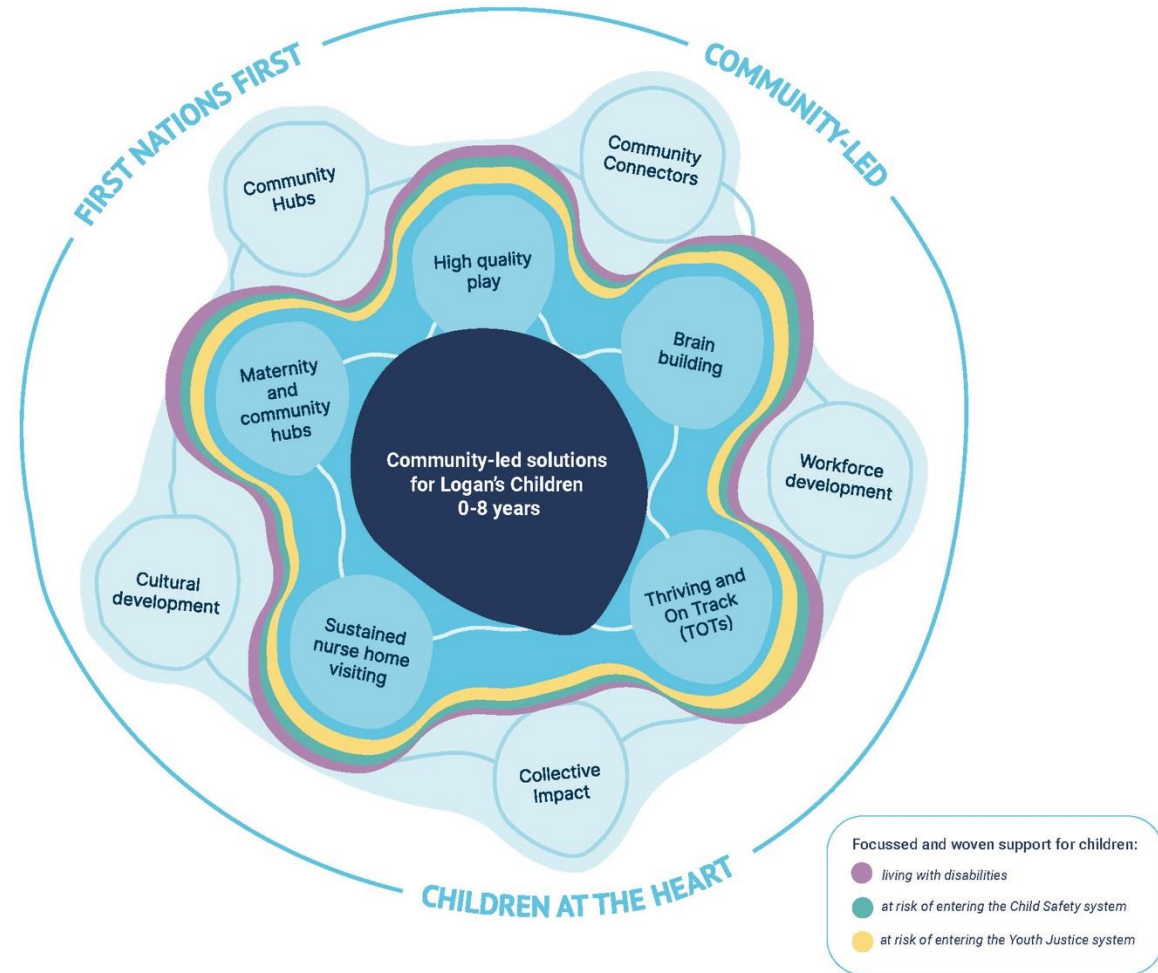 FIRST NATIONS FIRST
COMMUNITY-LED
Community
Hubs
Community
Connectors
High quality
play
Brain
building
Maternity
and
community
hubs
Community-led solutions
for Logan's Children
0-8 years
Workforce
development
Cultural
development
Sustained
nurse home
visiting
Thriving and
On Track
(TOTs)
Collective
Impact
CHILDREN AT THE HEART
Focussed and woven support for children:
living with disabilities
at risk of entering the Child Safety system
at risk of entering the Youth Justice system